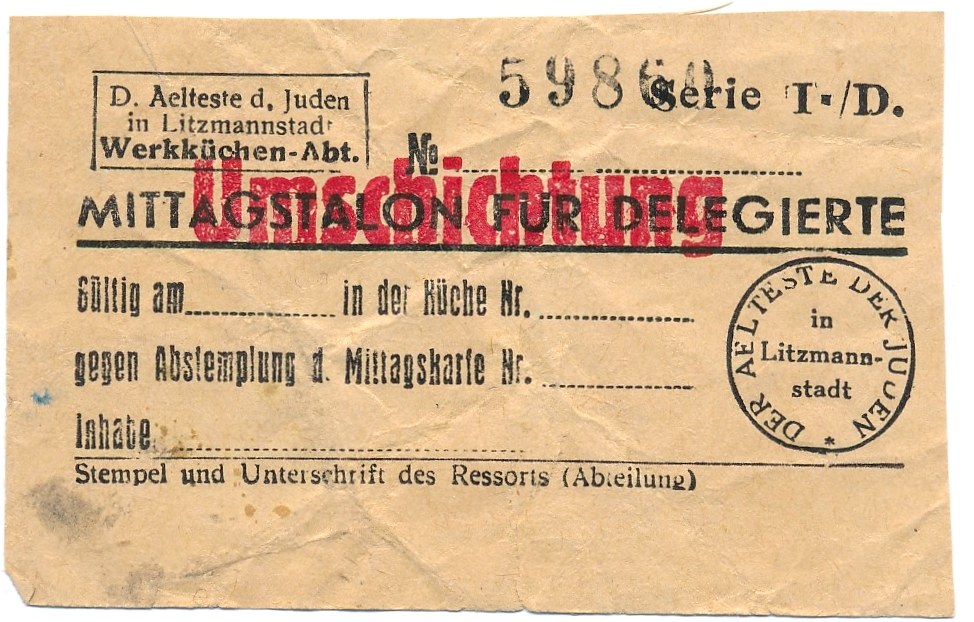 D. Aelteste d. Juden
in Litzmannstadt
Werkküchen-Abt.
59860
Serie I-/D.
№
Umschichtung
MITTAGSTALON FUR DELEGIERTE
Gültig am in der Küche Nr.
gegen Abstemplung d. Mittagskarte Nr.
Inhaber
Stempel und Unterschrift des Ressorts (Abteilung)
DER AELTESTE DER JUDEN *
in
Litzmann-
stadt